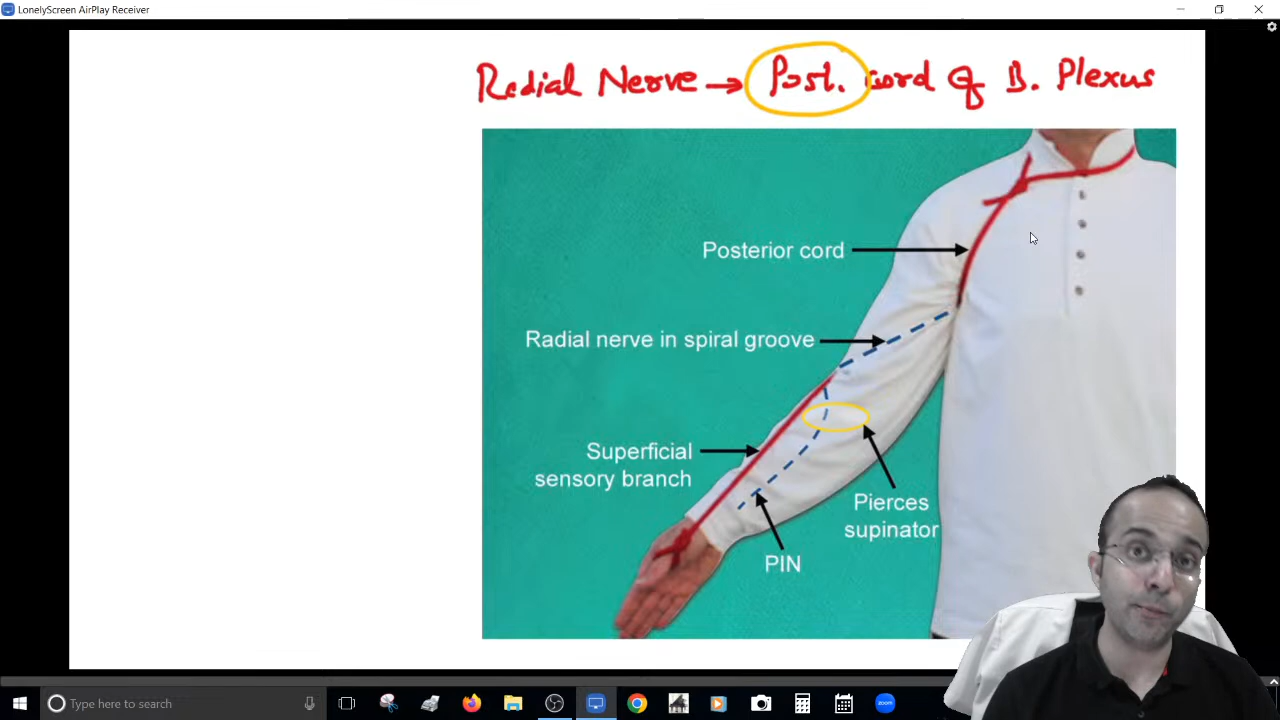 LonelyScreen AirPlay Receiver
Radial Nerve → Post. cord of B. Plexus
Posterior cord
Radial nerve in spiral groove
Superficial
sensory branch
Pierces
supinator
PIN
Type here to search
zoom